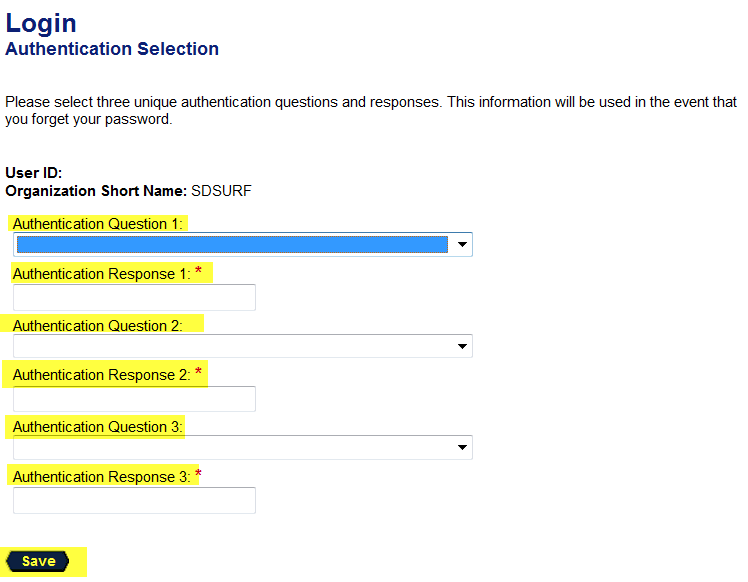 Login
Authentication Selection
Please select three unique authentication questions and responses. This information will be used in the event that
you forget your password.
User ID:
Organization Short Name: SDSURF
Authentication Question 1:
Authentication Response 1: *
Authentication Question 2:
Authentication Response 2: *
Authentication Question 3:
Authentication Response 3: *
Save